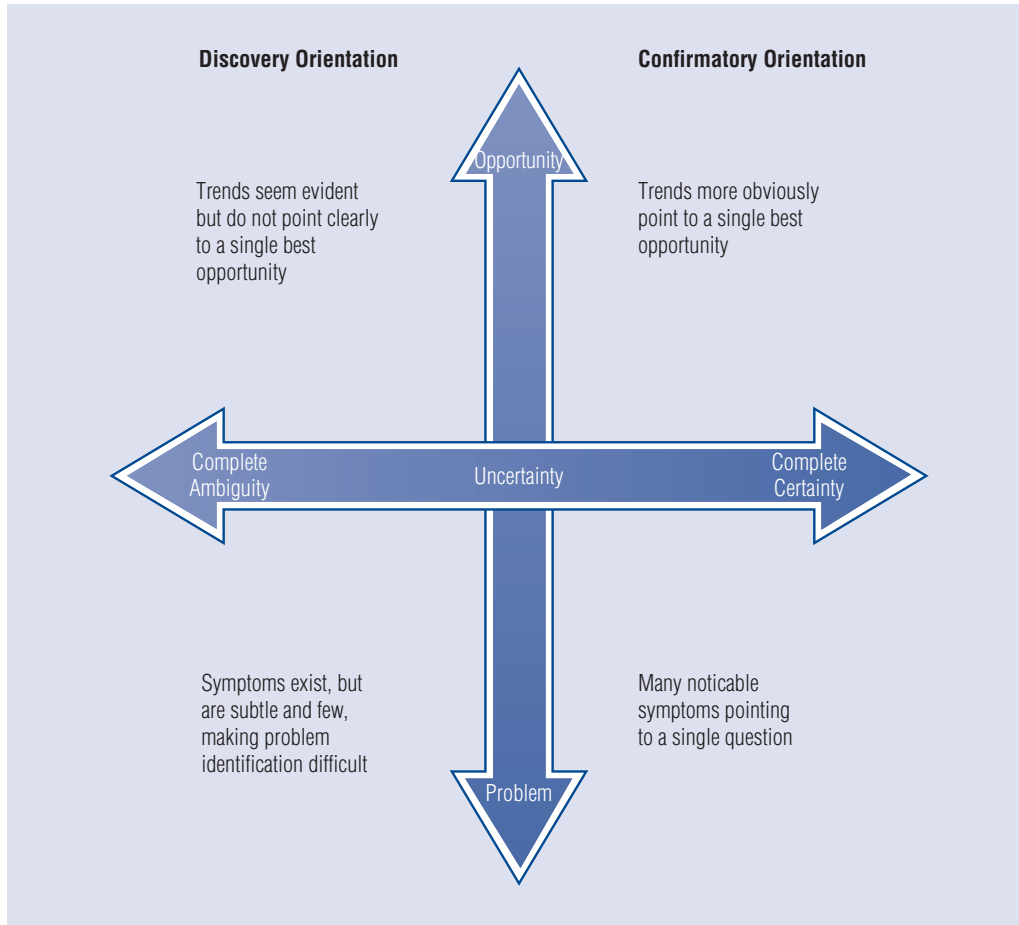 Discovery Orientation
Confirmatory Orientation
Opportunity
Trends seem evident
but do not point clearly
to a single best
opportunity
Trends more obviously
point to a single best
opportunity
Complete
Ambiguity
Uncertainty
Complete
Certainty
Symptoms exist, but
are subtle and few,
making problem
identification difficult
Many noticable
symptoms pointing
to a single question
Problem